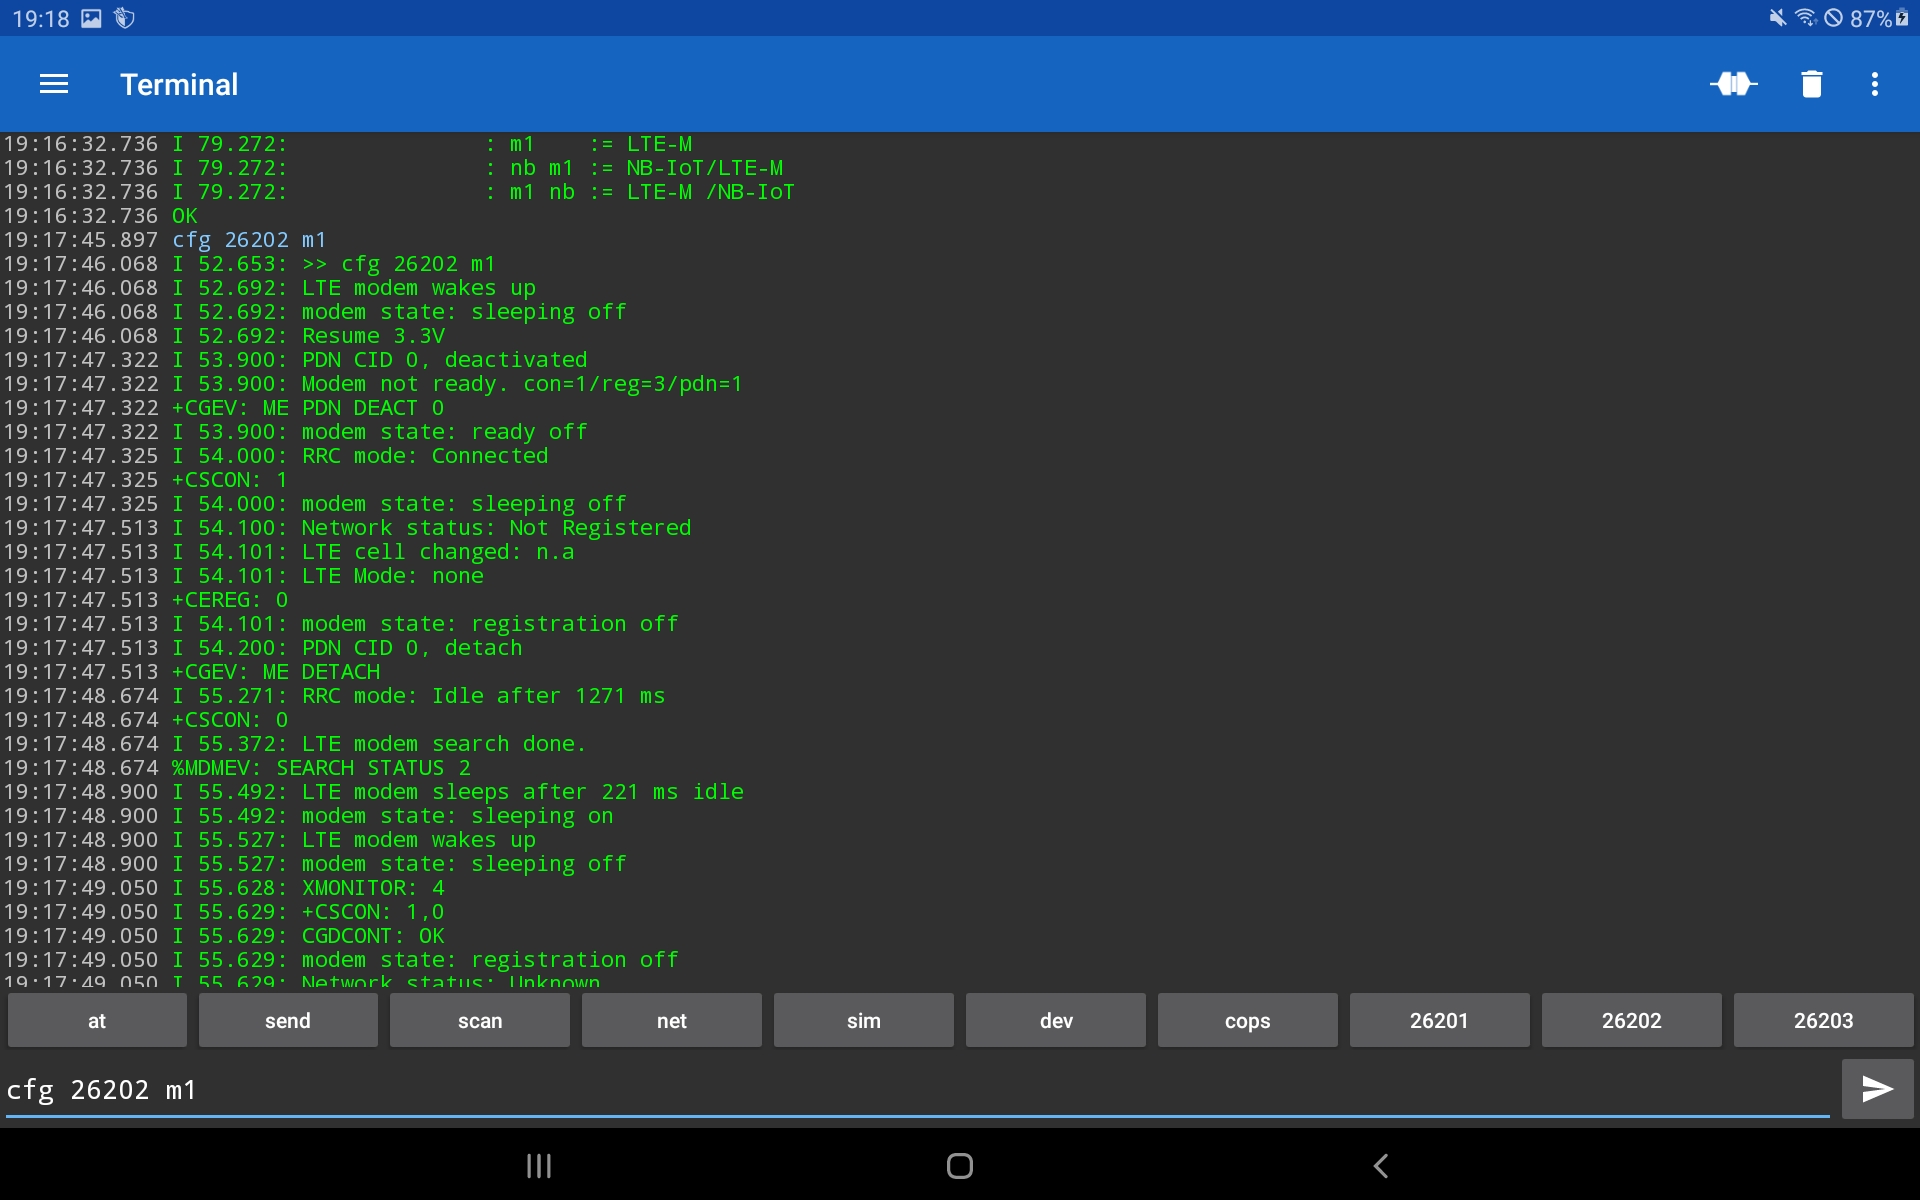 19:18 87%
Terminal
19:16:32.736 I 79.272:               : m1    := LTE-M
19:16:32.736 I 79.272:               : nb m1 := NB-IoT/LTE-M
19:16:32.736 I 79.272:               : m1 nb := LTE-M /NB-IoT
19:16:32.736 OK
19:17:45.897 cfg 26202 m1
19:17:46.068 I 52.653: >> cfg 26202 m1
19:17:46.068 I 52.692: LTE modem wakes up
19:17:46.068 I 52.692: modem state: sleeping off
19:17:46.068 I 52.692: Resume 3.3V
19:17:47.322 I 53.900: PDN CID 0, deactivated
19:17:47.322 I 53.900: Modem not ready. con=1/reg=3/pdn=1
19:17:47.322 +CGEV: ME PDN DEACT 0
19:17:47.322 I 53.900: modem state: ready off
19:17:47.325 I 54.000: RRC mode: Connected
19:17:47.325 +CSCON: 1
19:17:47.325 I 54.000: modem state: sleeping off
19:17:47.513 I 54.100: Network status: Not Registered
19:17:47.513 I 54.101: LTE cell changed: n.a
19:17:47.513 I 54.101: LTE Mode: none
19:17:47.513 +CEREG: 0
19:17:47.513 I 54.101: modem state: registration off
19:17:47.513 I 54.200: PDN CID 0, detach
19:17:47.513 +CGEV: ME DETACH
19:17:48.674 I 55.271: RRC mode: Idle after 1271 ms
19:17:48.674 +CSCON: 0
19:17:48.674 I 55.372: LTE modem search done.
19:17:48.674 %MDMEV: SEARCH STATUS 2
19:17:48.900 I 55.492: LTE modem sleeps after 221 ms idle
19:17:48.900 I 55.492: modem state: sleeping on
19:17:48.900 I 55.527: LTE modem wakes up
19:17:48.900 I 55.527: modem state: sleeping off
19:17:49.050 I 55.628: XMONITOR: 4
19:17:49.050 I 55.629: +CSCON: 1,0
19:17:49.050 I 55.629: CGDCONT: OK
19:17:49.050 I 55.629: modem state: registration off
19:17:49.050 I 55.629: Network status: Unknown
at send scan net sim dev cops 26201 26202 26203
cfg 26202 m1